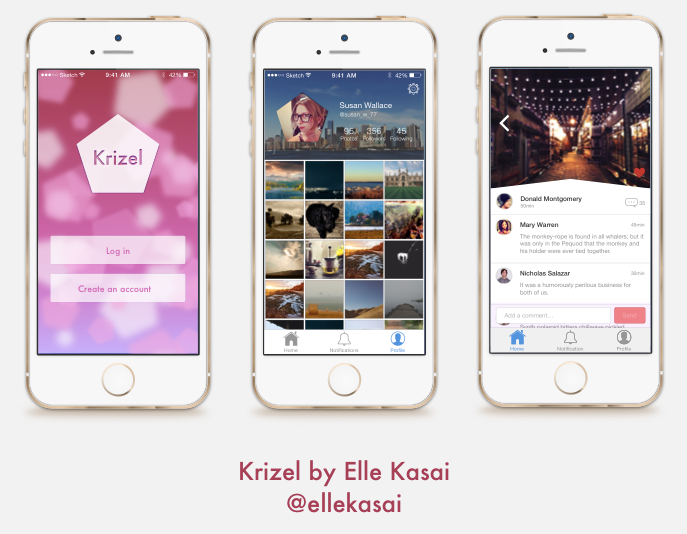 Sketch 9:41 AM 42%
Krizel
Log in
Create an account
Sketch 9:41 AM 42%
Susan Wallace
@susan_w_77
95 356 45
Photos Followers Following
Home Notifications Profile
Donald Montgomery
50min
35
Mary Warren
The monkey-rope is found in all whalers; but it
was only in the Pequod that the monkey and
his holder were ever tied together.
Nicholas Salazar
It was a humorously perilous business for
both of us.
Add a comment... Send
Home Notification Profile
Krizel by Elle Kasai
@ellekasai